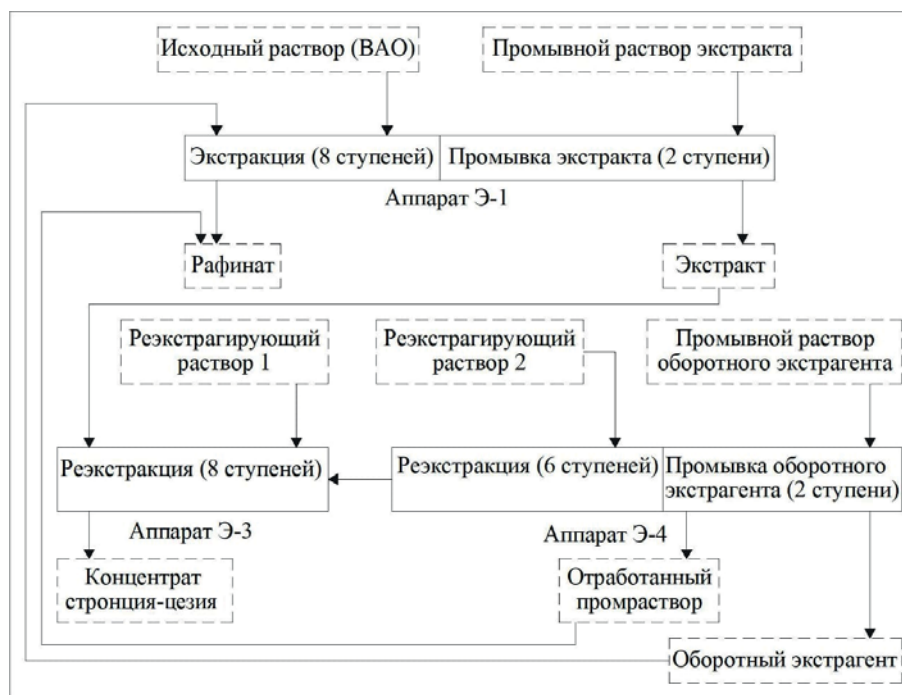 Исходный раствор (ВАО)
Промывной раствор экстракта
Экстракция (8 ступеней)
Промывка экстракта (2 ступени)
Аппарат Э-1
Рафинат
Экстракт
Реэкстрагирующий
раствор 1
Реэкстрагирующий
раствор 2
Промывной раствор
оборотного экстрагента
Реэкстракция (8 ступеней)
Реэкстракция (6 ступеней)
Промывка оборотного
экстрагента (2 ступени)
Аппарат Э-3
Аппарат Э-4
Концентрат
стронция-цезия
Отработанный
промраствор
Оборотный экстрагент